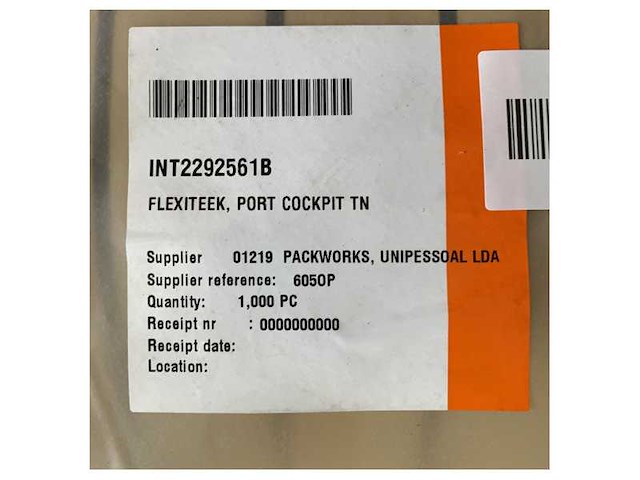 INT2292561B
FLEXITEEK, PORT COCKPIT TN
Supplier 01219 PACKWORKS, UNIPESSOAL LDA
Supplier reference: 605OP
Quantity: 1,000 PC
Receipt nr : 0000000000
Receipt date:
Location: